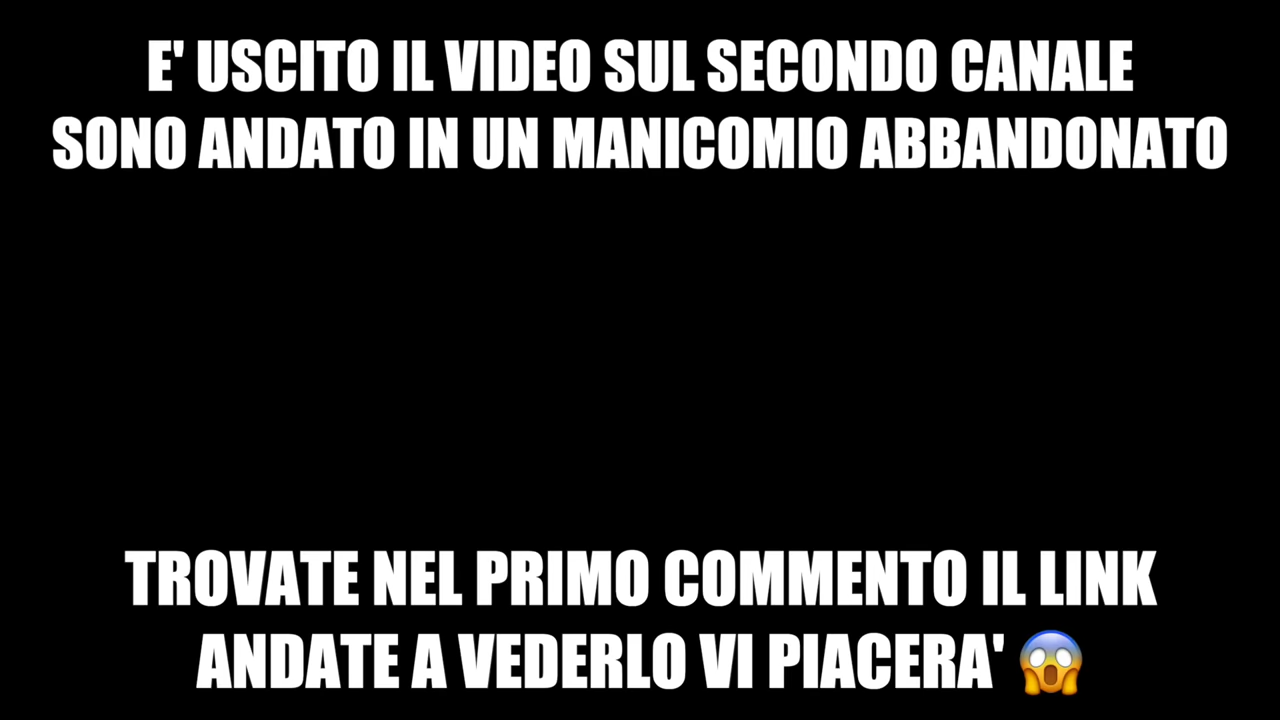 E' USCITO IL VIDEO SUL SECONDO CANALE
SONO ANDATO IN UN MANICOMIO ABBANDONATO
TROVATE NEL PRIMO COMMENTO IL LINK
ANDATE A VEDERLO VI PIACERA' 😱